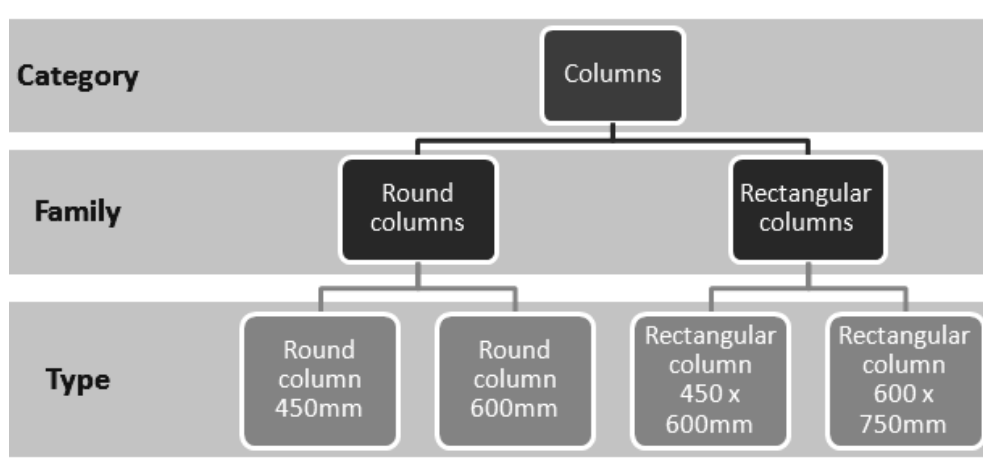 Category
Columns
Family
Round
columns
Rectangular
columns
Type
Round
column
450mm
Round
column
600mm
Rectangular
column
450 x
600mm
Rectangular
column
600 x
750mm